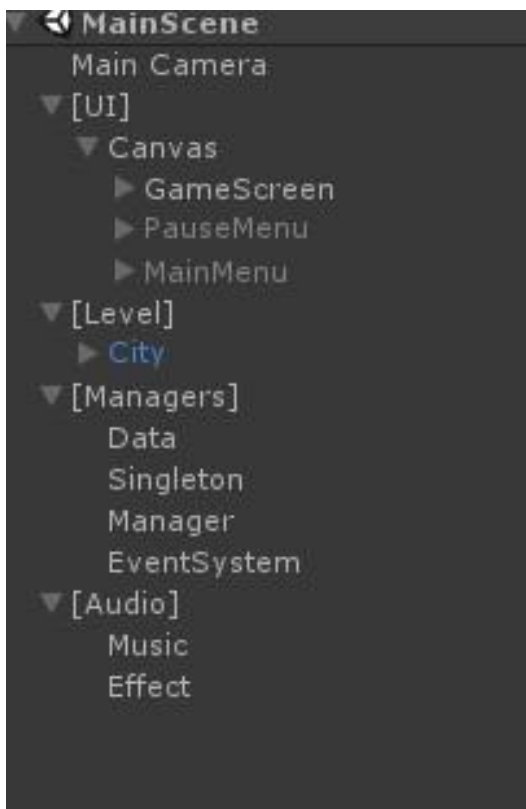 MainScene
Main Camera
[UI]
Canvas
GameScreen
PauseMenu
MainMenu
[Level]
City
[Managers]
Data
Singleton
Manager
EventSystem
[Audio]
Music
Effect